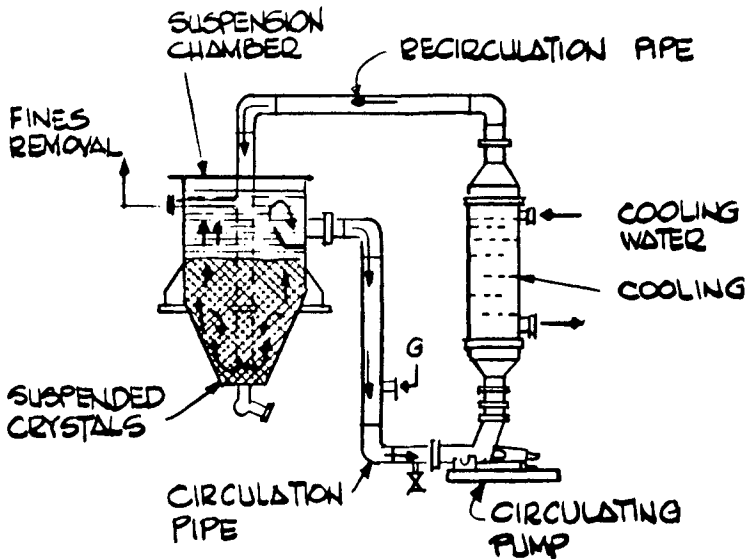 SUSPENSION
CHAMBER
RECIRCULATION PIPE
FINES
REMOVAL
COOLING
WATER
COOLING
G
SUSPENDED
CRYSTALS
CIRCULATION
PIPE
CIRCULATING
PUMP